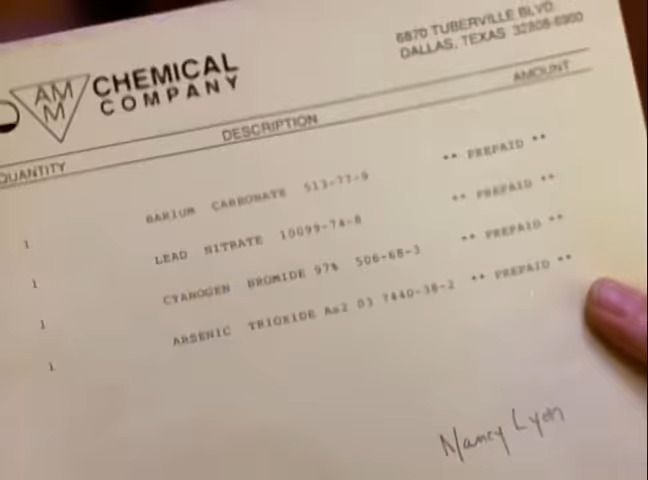 6870 TUBERVILLE BLVD.
DALLAS, TEXAS 32808-6900
AM
M
CHEMICAL
COMPANY
QUANTITY DESCRIPTION AMOUNT
1 BARIUM CARBONATE 513-77-9 ** PREPAID **
1 LEAD NITRATE 10099-74-8 ** PREPAID **
1 CYANOGEN BROMIDE 97% 506-68-3 ** PREPAID **
1 ARSENIC TRIOXIDE As2 O3 7440-38-2 ** PREPAID **
Nancy Lyon